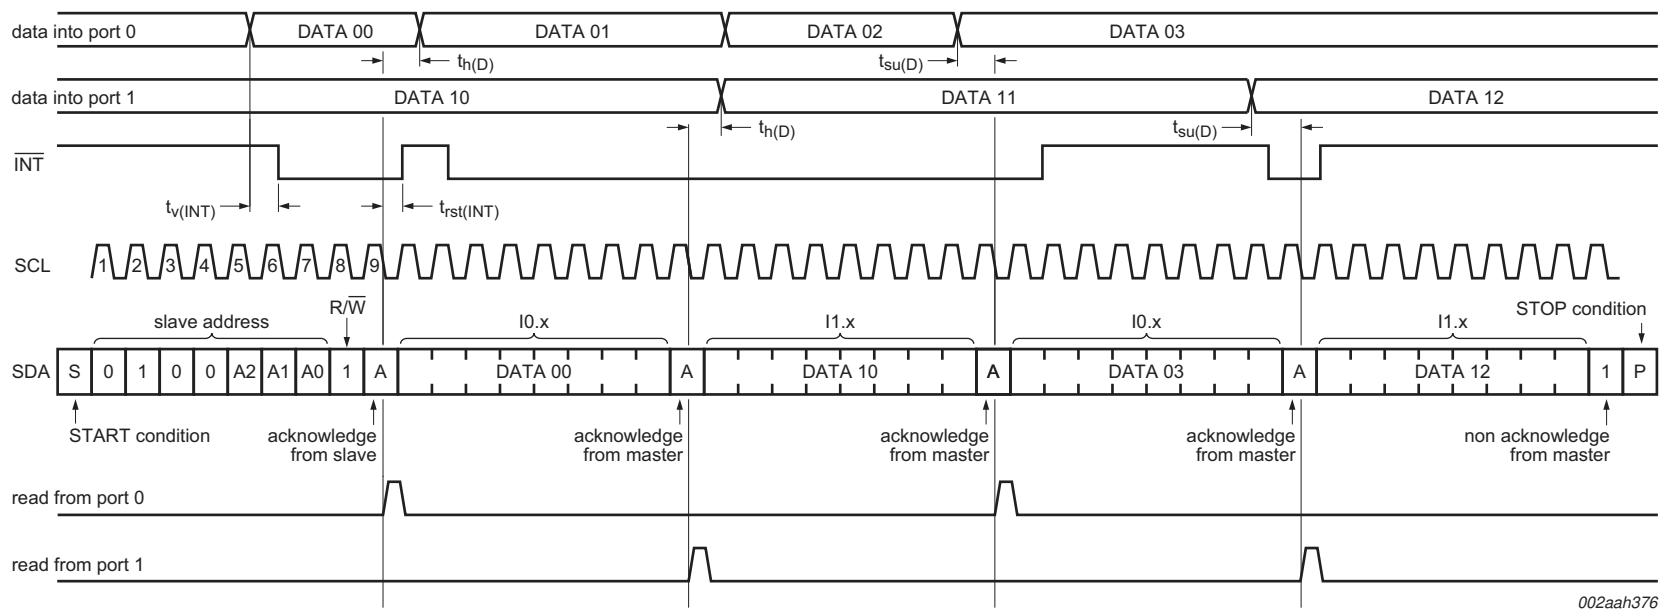 data into port 0 DATA 00 DATA 01 DATA 02 DATA 03
th(D) tsu(D)
data into port 1 DATA 10 DATA 11 DATA 12
th(D) tsu(D)
INT
tv(INT) trst(INT)
SCL 1 2 3 4 5 6 7 8 9
R/W
STOP condition
slave address I0.x I1.x I0.x I1.x
SDA S 0 1 0 0 A2 A1 A0 1 A DATA 00 A DATA 10 A DATA 03 A DATA 12 1 P
START condition acknowledge acknowledge acknowledge acknowledge non acknowledge
from slave from master from master from master from master
read from port 0
read from port 1
002aah376